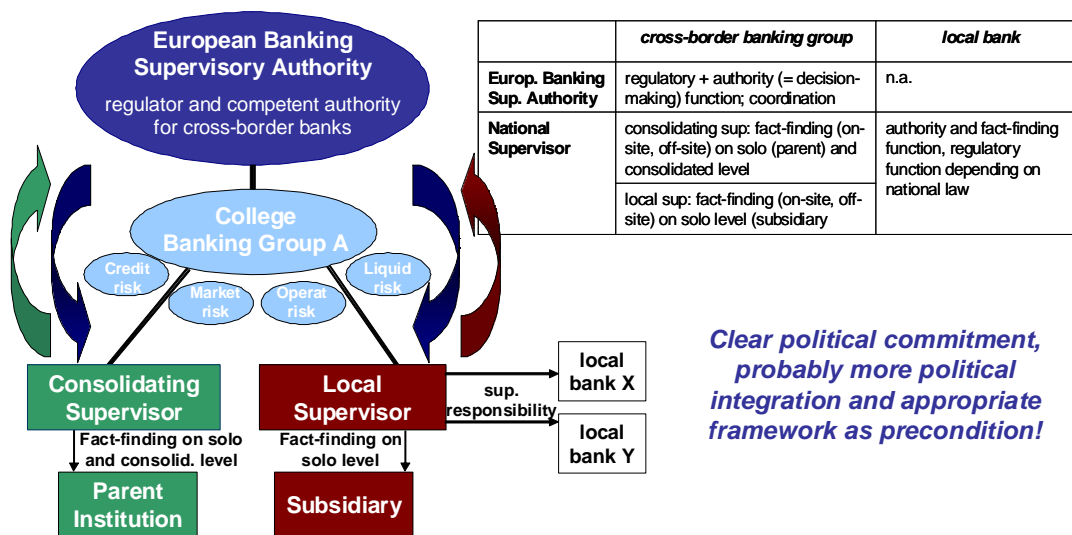 European Banking
Supervisory Authority
regulator and competent authority
for cross-border banks
College
Banking Group A
Credit
risk
Market
risk
Operat
risk
Liquid
risk
Consolidating
Supervisor
Local
Supervisor
sup.
responsibility
local
bank X
local
bank Y
Fact-finding on solo
and consolid. level
Fact-finding on
solo level
Parent
Institution
Subsidiary
cross-border banking group
local bank
Europ. Banking
Sup. Authority
regulatory + authority (= decision-
making) function; coordination
n.a.
National
Supervisor
consolidating sup: fact-finding (on-
site, off-site) on solo (parent) and
consolidated level
authority and fact-finding
function, regulatory
function depending on
national law
local sup: fact-finding (on-site, off-
site) on solo level (subsidiary
Clear political commitment,
probably more political
integration and appropriate
framework as precondition!